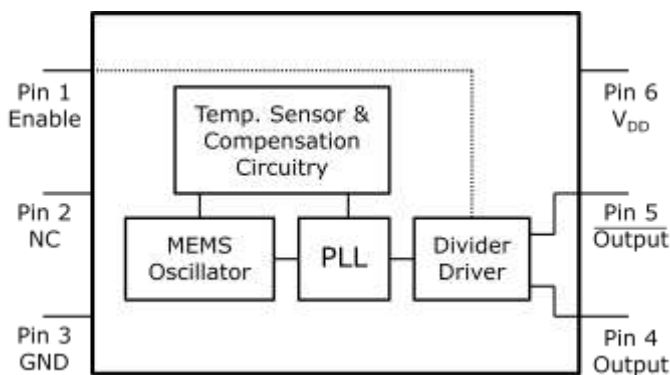 Pin 1
Enable
Pin 2
NC
Pin 3
GND
Temp. Sensor &
Compensation
Circuitry
MEMS
Oscillator
PLL
Divider
Driver
Pin 6
V_DD
Pin 5
Output
Pin 4
Output